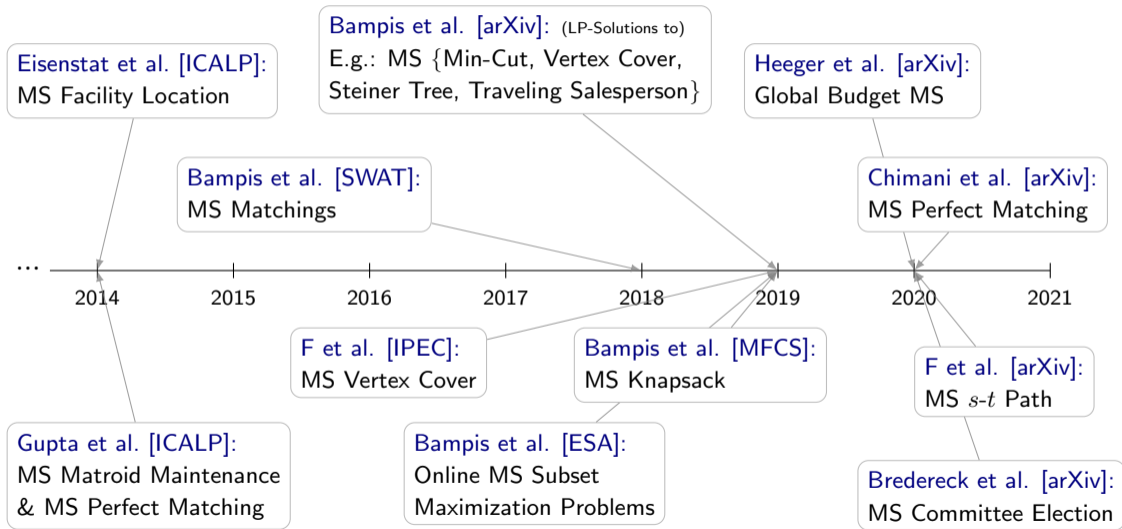 Eisenstat et al. [ICALP]:
MS Facility Location
Bampis et al. [arXiv]: (LP-Solutions to)
E.g.: MS {Min-Cut, Vertex Cover,
Steiner Tree, Traveling Salesperson}
Heeger et al. [arXiv]:
Global Budget MS
Bampis et al. [SWAT]:
MS Matchings
Chimani et al. [arXiv]:
MS Perfect Matching
...
2014
2015
2016
2017
2018
2019
2020
2021
F et al. [IPEC]:
MS Vertex Cover
Bampis et al. [MFCS]:
MS Knapsack
F et al. [arXiv]:
MS s-t Path
Gupta et al. [ICALP]:
MS Matroid Maintenance
& MS Perfect Matching
Bampis et al. [ESA]:
Online MS Subset
Maximization Problems
Bredereck et al. [arXiv]:
MS Committee Election